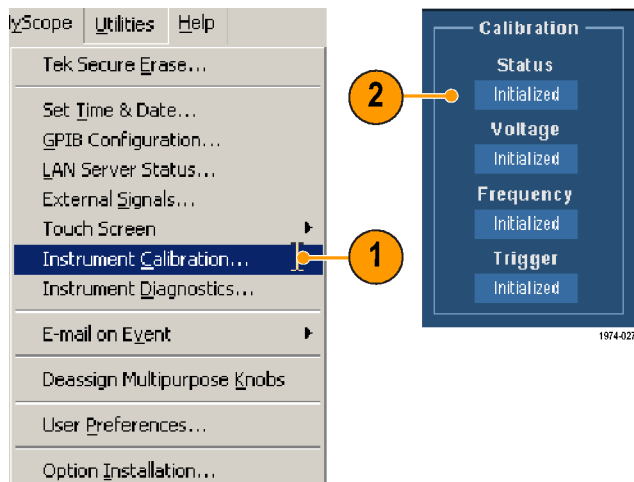 yScope Utilities Help
Tek Secure Erase...
Set Time & Date...
GPIB Configuration...
LAN Server Status...
External Signals...
Touch Screen
Instrument Calibration...
Instrument Diagnostics...
E-mail on Event
Deassign Multipurpose Knobs
User Preferences...
Option Installation...
1
Calibration
Status
2
Initialized
Voltage
Initialized
Frequency
Initialized
Trigger
Initialized
1974-027